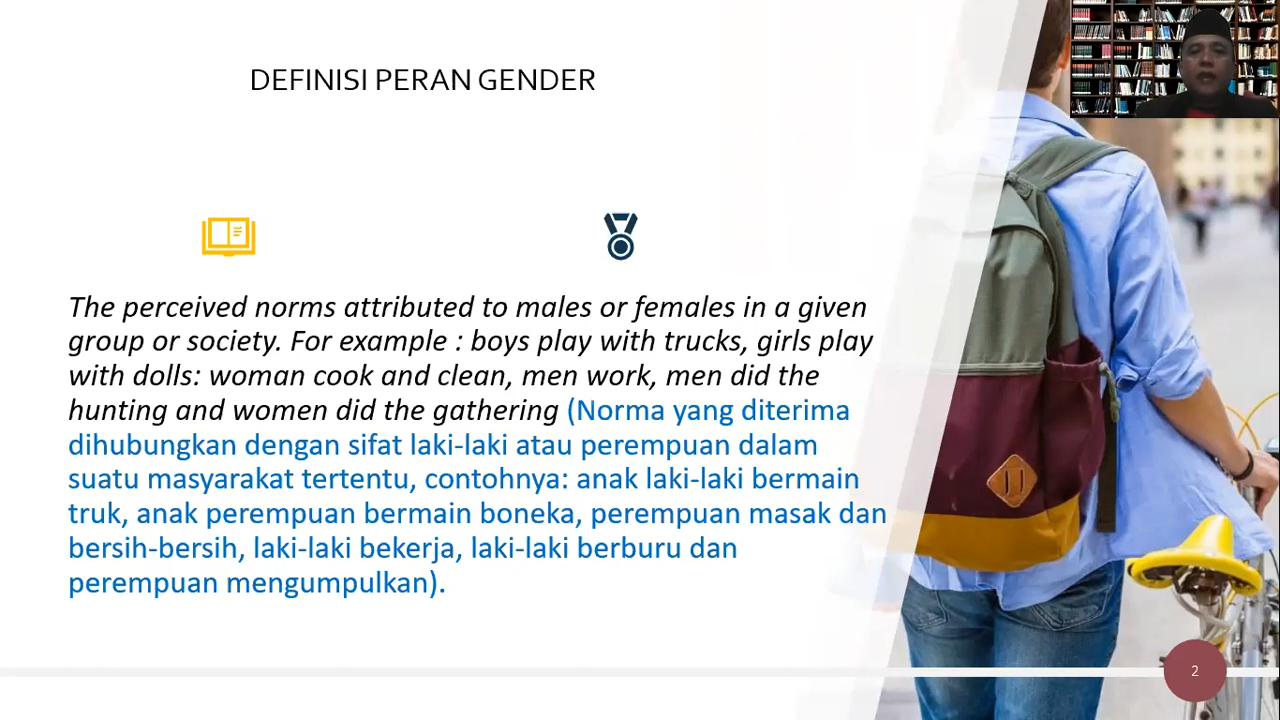 DEFINISI PERAN GENDER
The perceived norms attributed to males or females in a given
group or society. For example : boys play with trucks, girls play
with dolls: woman cook and clean, men work, men did the
hunting and women did the gathering (Norma yang diterima
dihubungkan dengan sifat laki-laki atau perempuan dalam
suatu masyarakat tertentu, contohnya: anak laki-laki bermain
truk, anak perempuan bermain boneka, perempuan masak dan
bersih-bersih, laki-laki bekerja, laki-laki berburu dan
perempuan mengumpulkan).
2